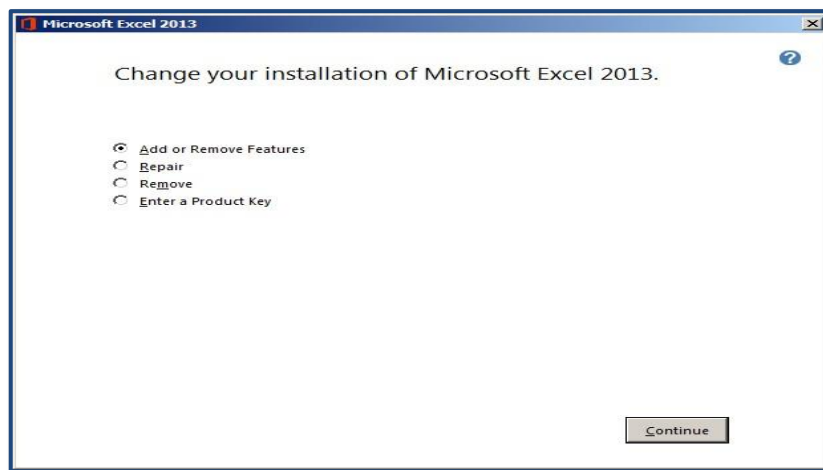 Microsoft Excel 2013
Change your installation of Microsoft Excel 2013.
Add or Remove Features
Repair
Remove
Enter a Product Key
Continue